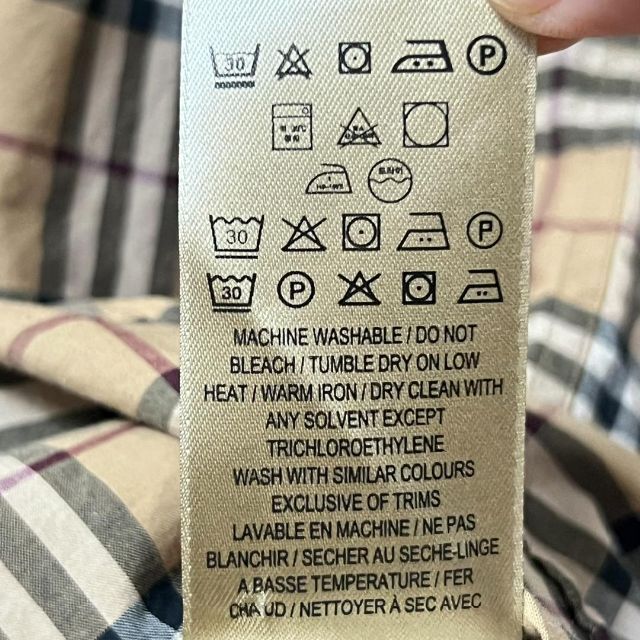 30 P
30 P
30 P
MACHINE WASHABLE / DO NOT
BLEACH / TUMBLE DRY ON LOW
HEAT / WARM IRON / DRY CLEAN WITH
ANY SOLVENT EXCEPT
TRICHLOROETHYLENE
WASH WITH SIMILAR COLOURS
EXCLUSIVE OF TRIMS
LAVABLE EN MACHINE / NE PAS
BLANCHIR / SECHER AU SECHE-LINGE
A BASSE TEMPERATURE / FER
CHAUD / NETTOYER À SEC AVEC